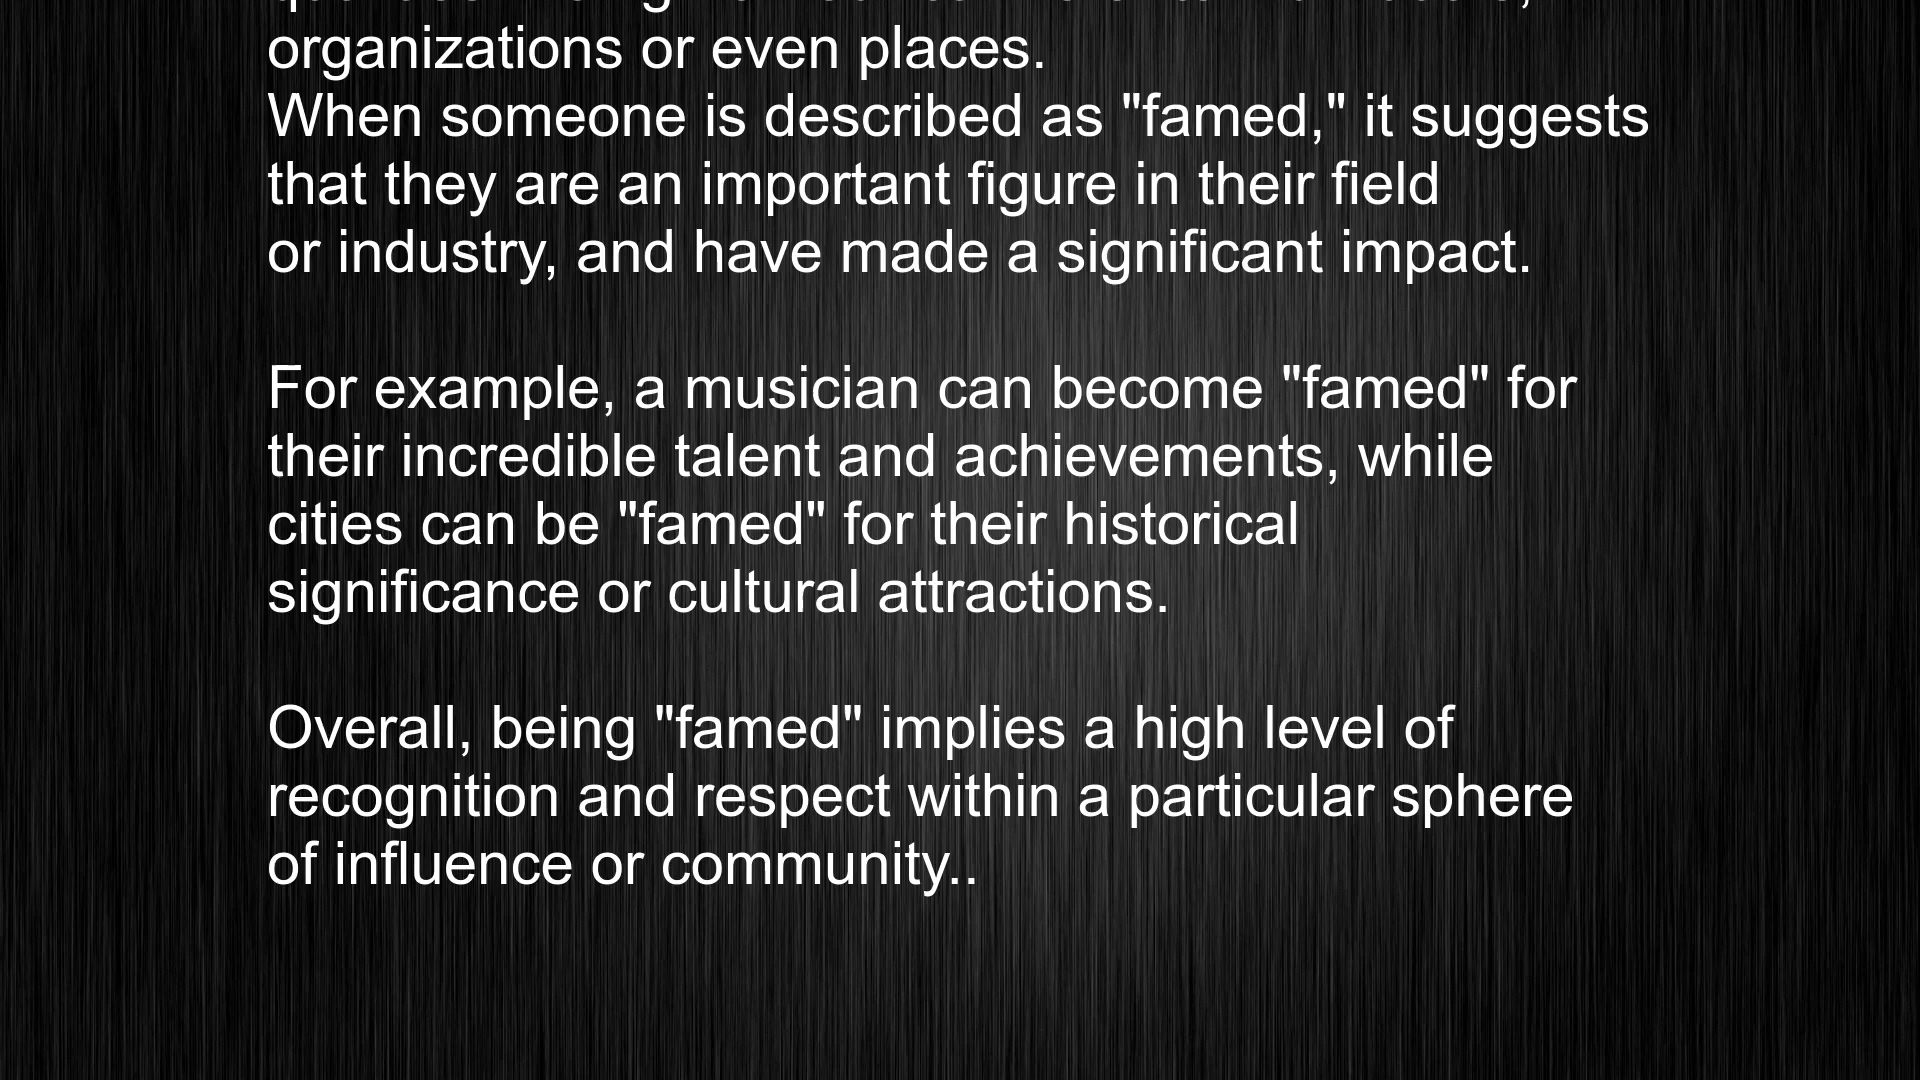 organizations or even places.
When someone is described as "famed," it suggests
that they are an important figure in their field
or industry, and have made a significant impact.
For example, a musician can become "famed" for
their incredible talent and achievements, while
cities can be "famed" for their historical
significance or cultural attractions.
Overall, being "famed" implies a high level of
recognition and respect within a particular sphere
of influence or community..